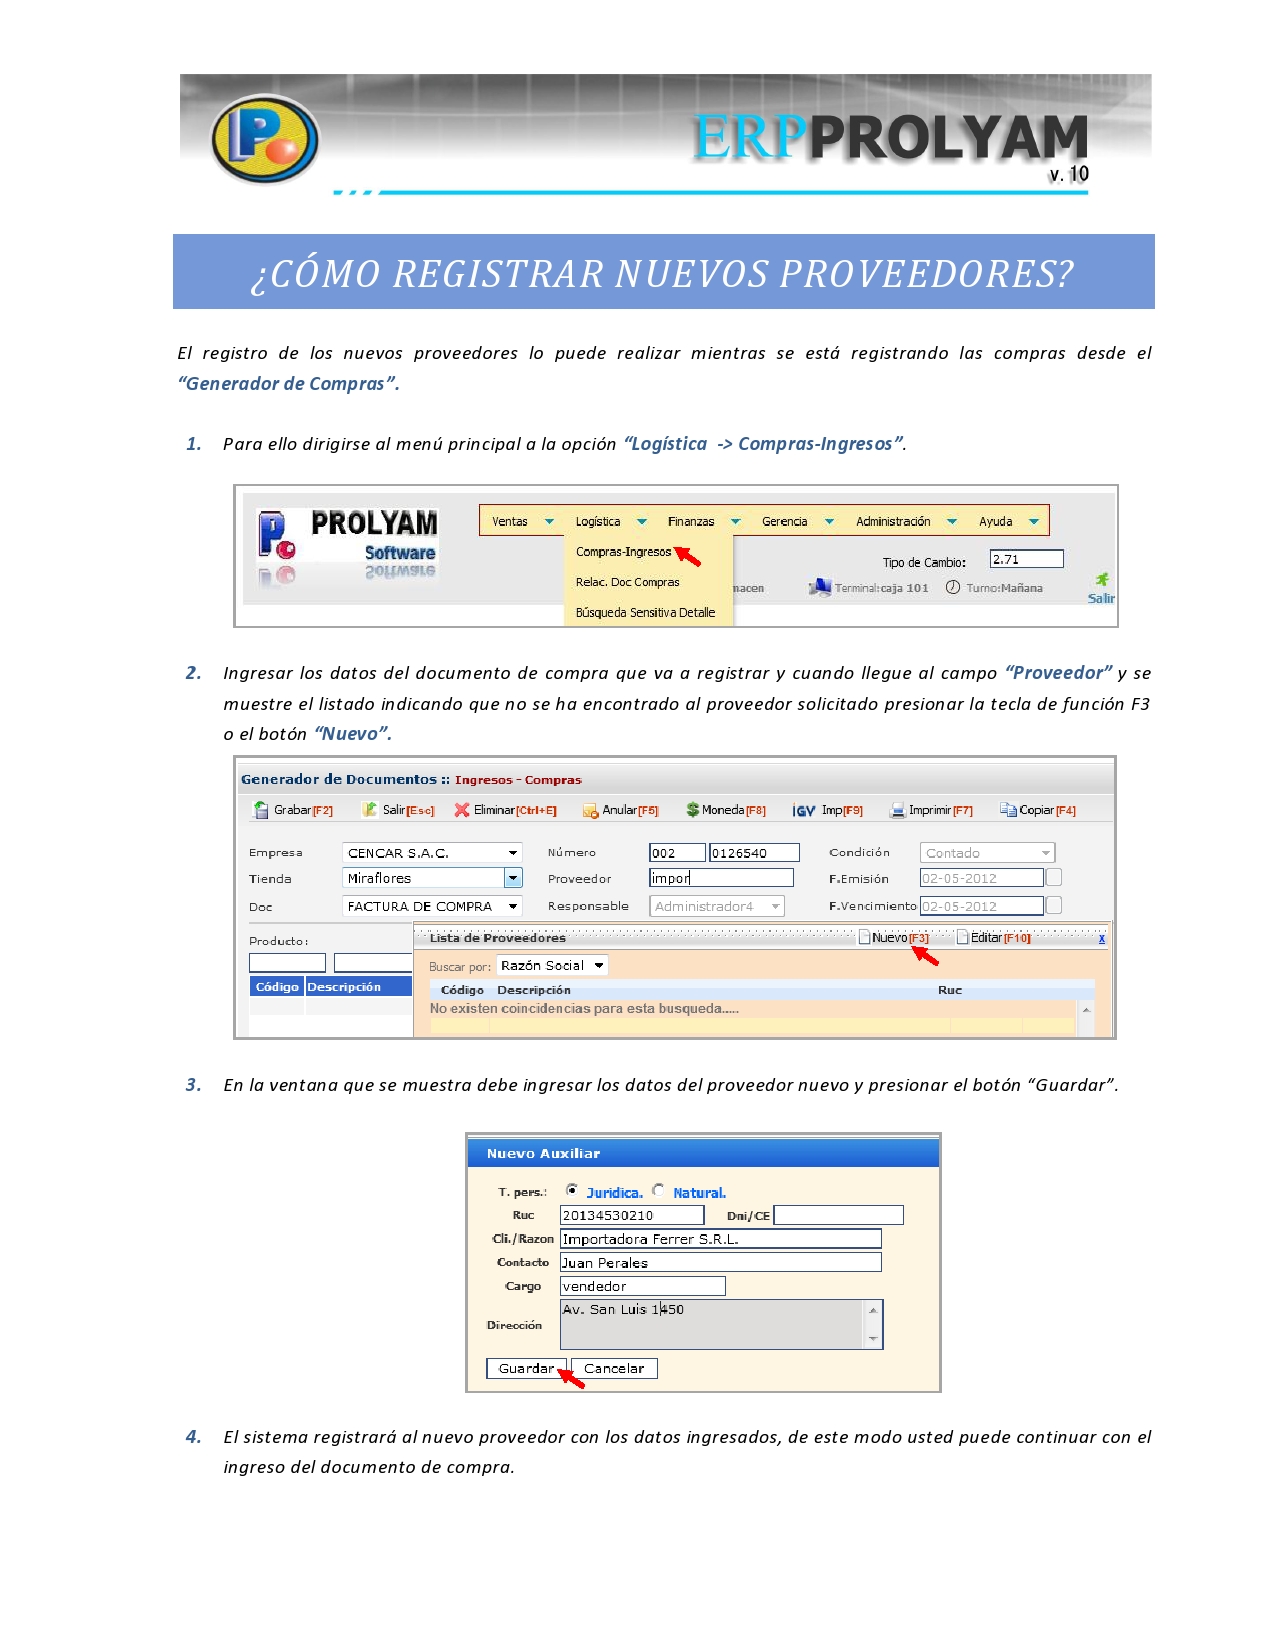 ERPPROLYAM
v. 10
¿CÓMO REGISTRAR NUEVOS PROVEEDORES?
El registro de los nuevos proveedores lo puede realizar mientras se está registrando las compras desde el
“Generador de Compras”.
1. Para ello dirigirse al menú principal a la opción “Logística -> Compras-Ingresos”.
PROLYAM
Software
Ventas Logística Finanzas Gerencia Administración Ayuda
Compras-Ingresos
Tipo de Cambio: 2.71
Relac. Doc Compras macen Terminal:caja 101 Turno:Mañana
Salir
Búsqueda Sensitiva Detalle
2. Ingresar los datos del documento de compra que va a registrar y cuando llegue al campo “Proveedor” y se
muestre el listado indicando que no se ha encontrado al proveedor solicitado presionar la tecla de función F3
o el botón “Nuevo”.
Generador de Documentos :: Ingresos - Compras
Grabar[F2] Salir[Esc] Eliminar[Ctrl+E] Anular[F5] Moneda[F8] IGV Imp[F9] Imprimir[F7] Copiar[F4]
Empresa CENCAR S.A.C. Número 002 0126540 Condición Contado
Tienda Miraflores Proveedor impor F.Emisión 02-05-2012
Doc FACTURA DE COMPRA Responsable Administrador4 F.Vencimiento 02-05-2012
Producto: Lista de Proveedores Nuevo[F3] Editar[F10] x
Buscar por: Razón Social
Código Descripción Código Descripción Ruc
No existen coincidencias para esta busqueda.....
3. En la ventana que se muestra debe ingresar los datos del proveedor nuevo y presionar el botón “Guardar”.
Nuevo Auxiliar
T. pers.: Juridica. Natural.
Ruc 20134530210 Dni/CE
Cli./Razon Importadora Ferrer S.R.L.
Contacto Juan Perales
Cargo vendedor
Dirección Av. San Luis 1450
Guardar Cancelar
4. El sistema registrará al nuevo proveedor con los datos ingresados, de este modo usted puede continuar con el
ingreso del documento de compra.